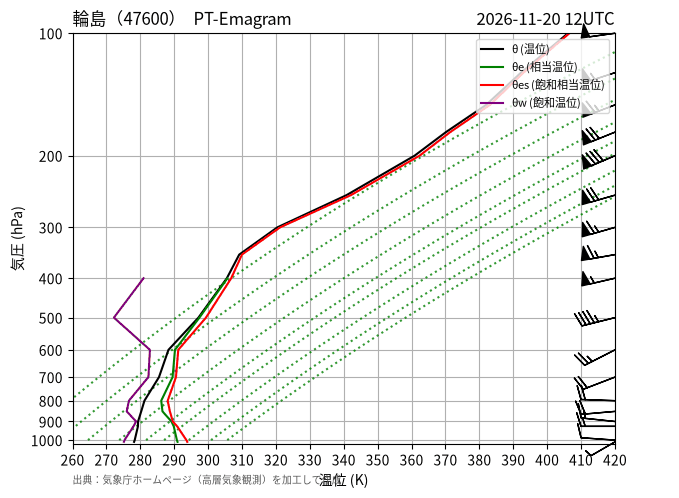 輪島（47600） PT-Emagram
2026-11-20 12UTC
θ (温位)
θe (相当温位)
θes (飽和相当温位)
θw (飽和温位)
気圧 (hPa)
100
200
300
400
500
600
700
800
900
1000
260 270 280 290 300 310 320 330 340 350 360 370 380 390 400 410 420
温位 (K)
出典：気象庁ホームページ（高層気象観測）を加工して